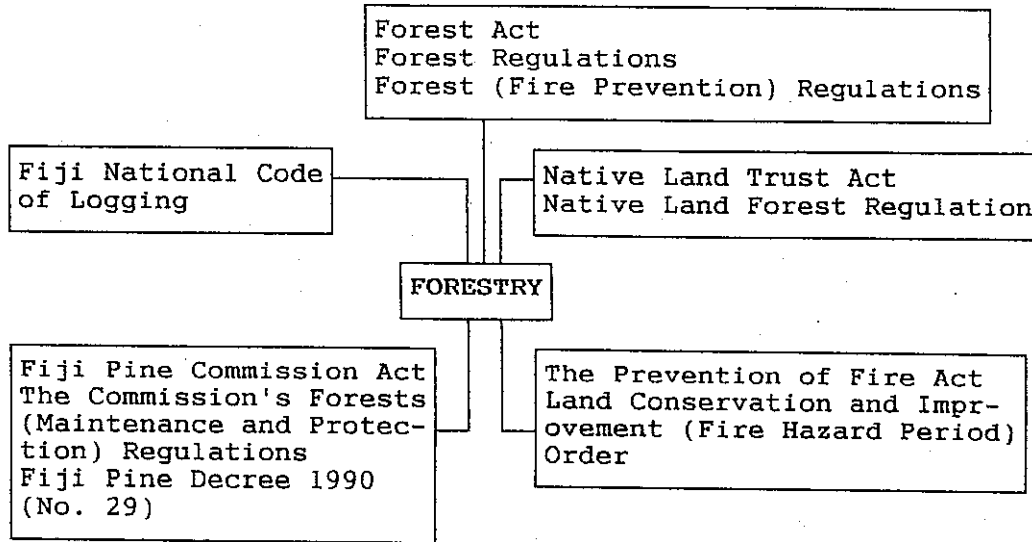 Forest Act
Forest Regulations
Forest (Fire Prevention) Regulations
Fiji National Code
of Logging
Native Land Trust Act
Native Land Forest Regulation
FORESTRY
Fiji Pine Commission Act
The Commission's Forests
(Maintenance and Protec-
tion) Regulations
Fiji Pine Decree 1990
(No. 29)
The Prevention of Fire Act
Land Conservation and Impr-
ovement (Fire Hazard Period)
Order